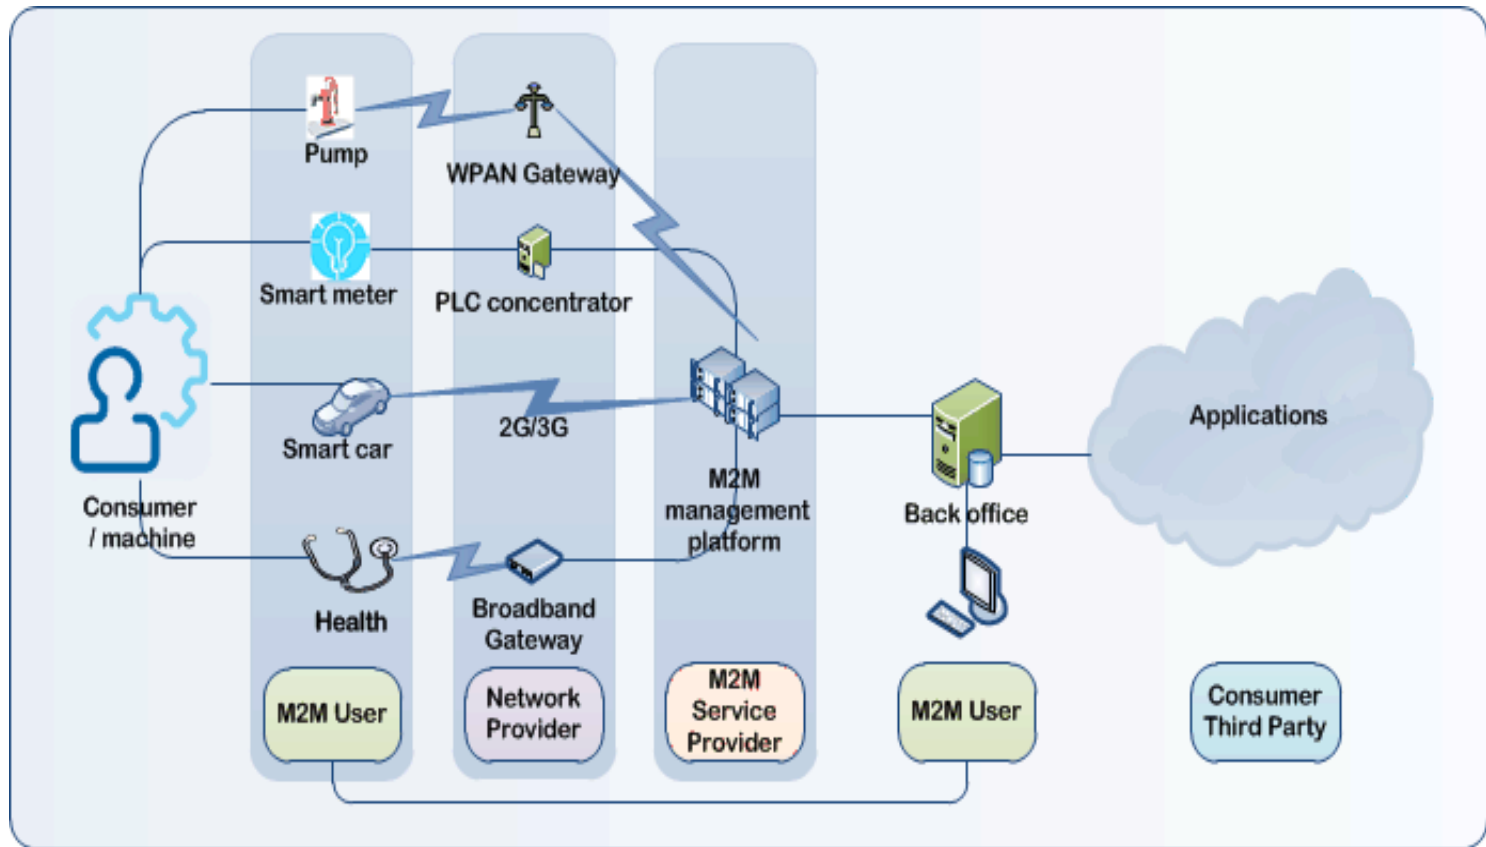 Pump
WPAN Gateway
Smart meter
PLC concentrator
Smart car
2G/3G
Consumer
/ machine
M2M
management
platform
Back office
Applications
Health
Broadband
Gateway
M2M User
Network
Provider
M2M
Service
Provider
M2M User
Consumer
Third Party